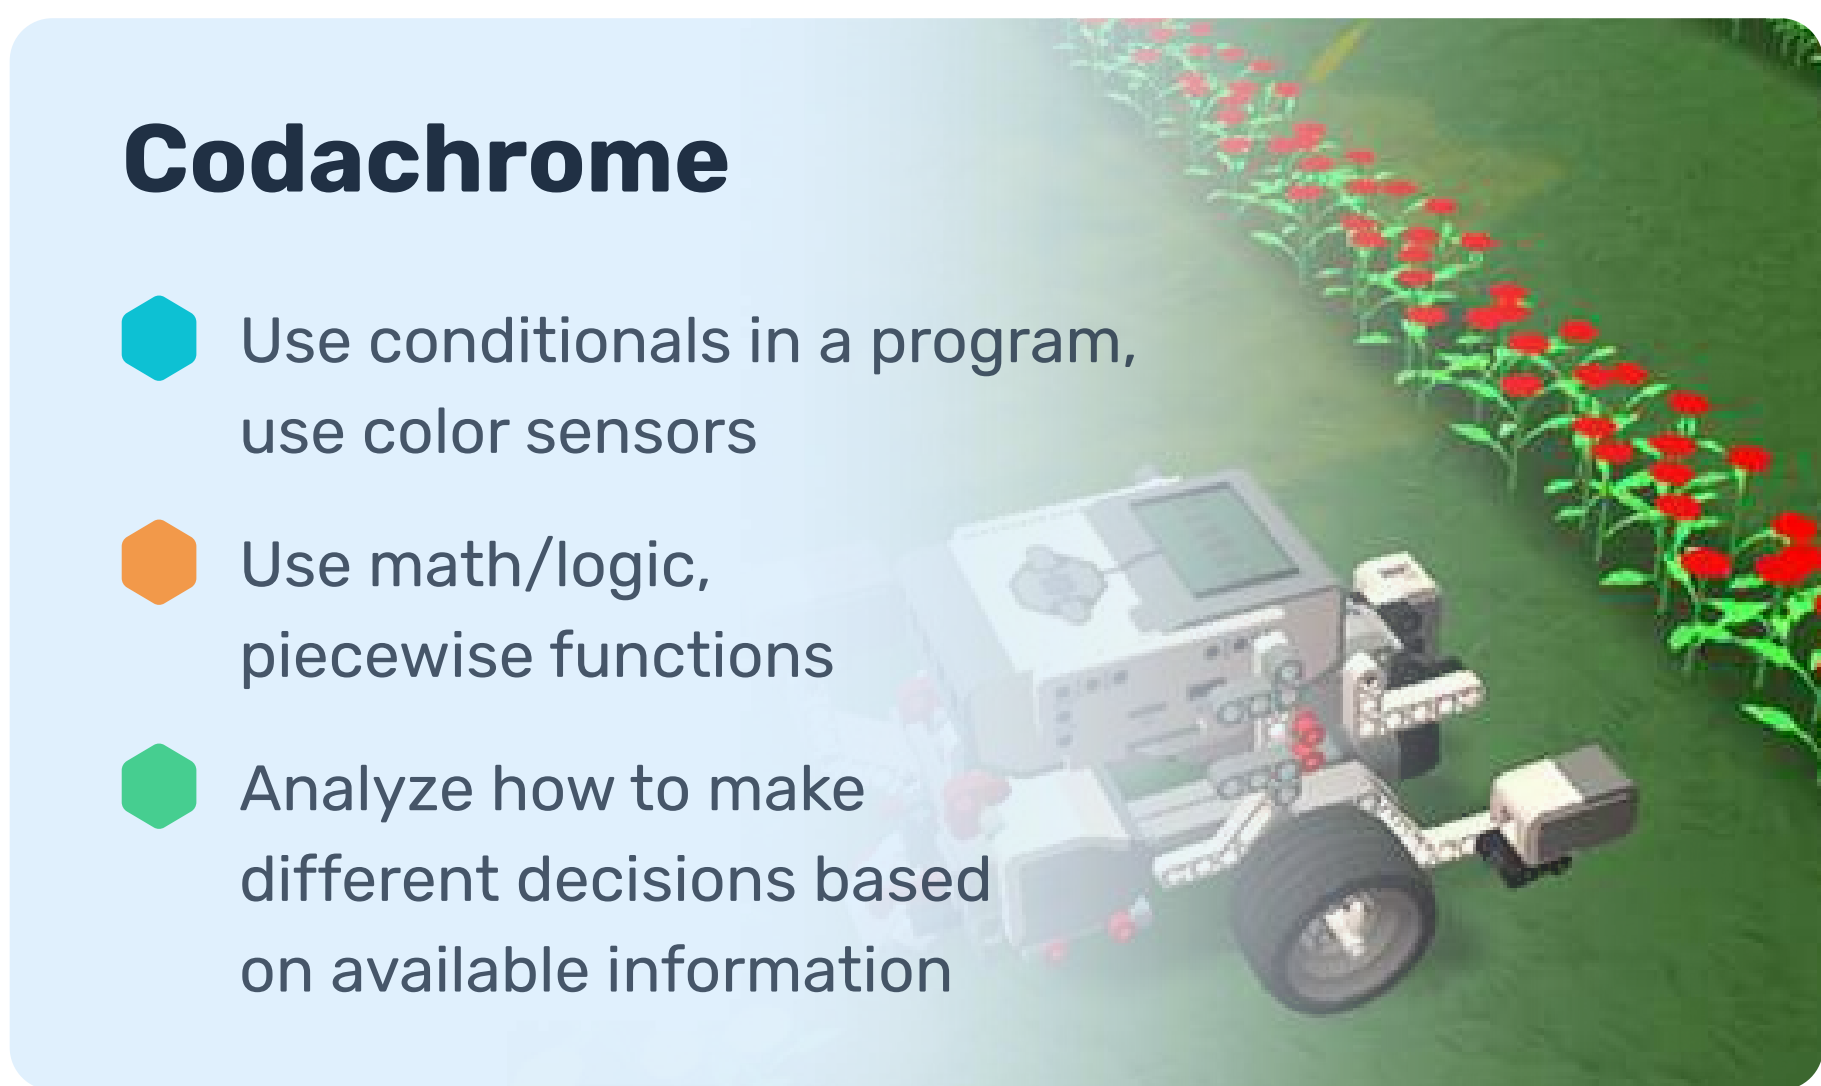 Codachrome
Use conditionals in a program,
use color sensors
Use math/logic,
piecewise functions
Analyze how to make
different decisions based
on available information